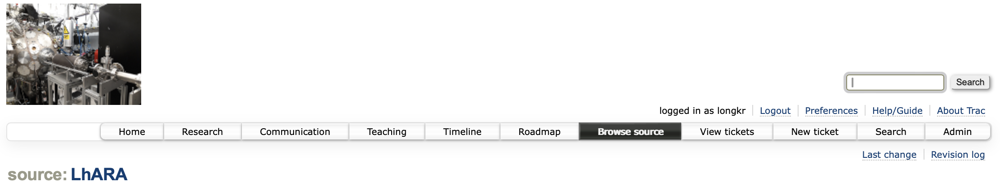 Search
logged in as longkr Logout Preferences Help/Guide About Trac
Home Research Communication Teaching Timeline Roadmap Browse source View tickets New ticket Search Admin
Last change Revision log
source: LhARA